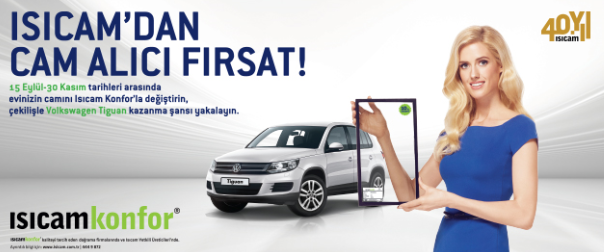 ISICAM'DAN
CAM ALICI FIRSAT!
15 Eylül-30 Kasım tarihleri arasında
evinizin camını Isıcam Konfor'la değiştirin,
çekilişle Volkswagen Tiguan kazanma şansı yakalayın.
40.YIL
ısıcam
Tiguan
ısıcamkonfor®